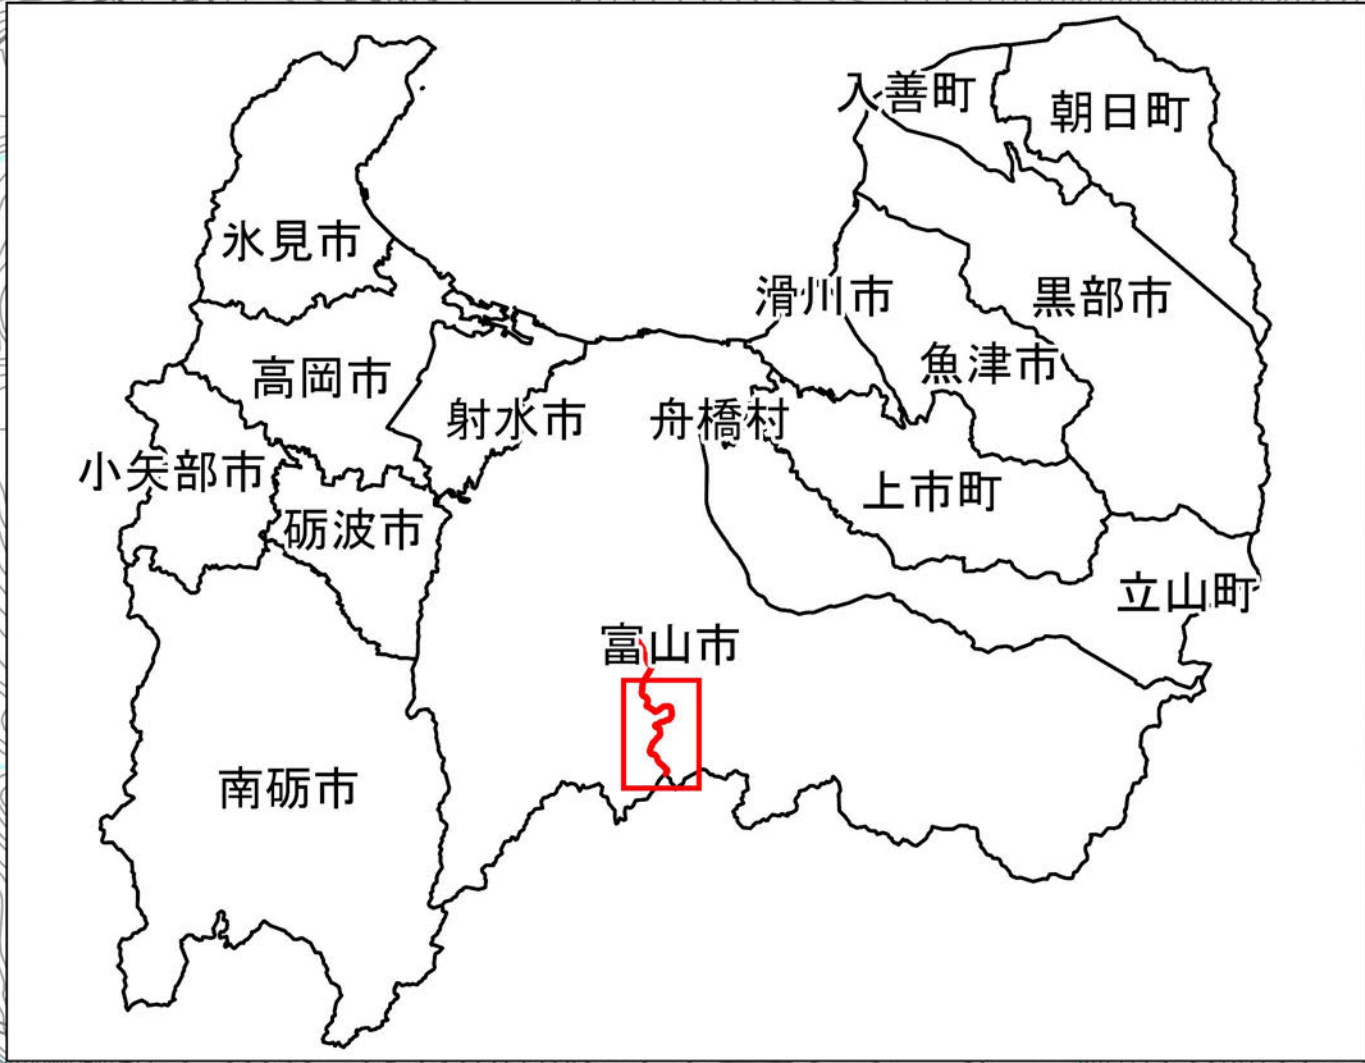 入善町
朝日町
氷見市
滑川市
黒部市
高岡市
魚津市
射水市
舟橋村
小矢部市
上市町
砺波市
立山町
富山市
南砺市